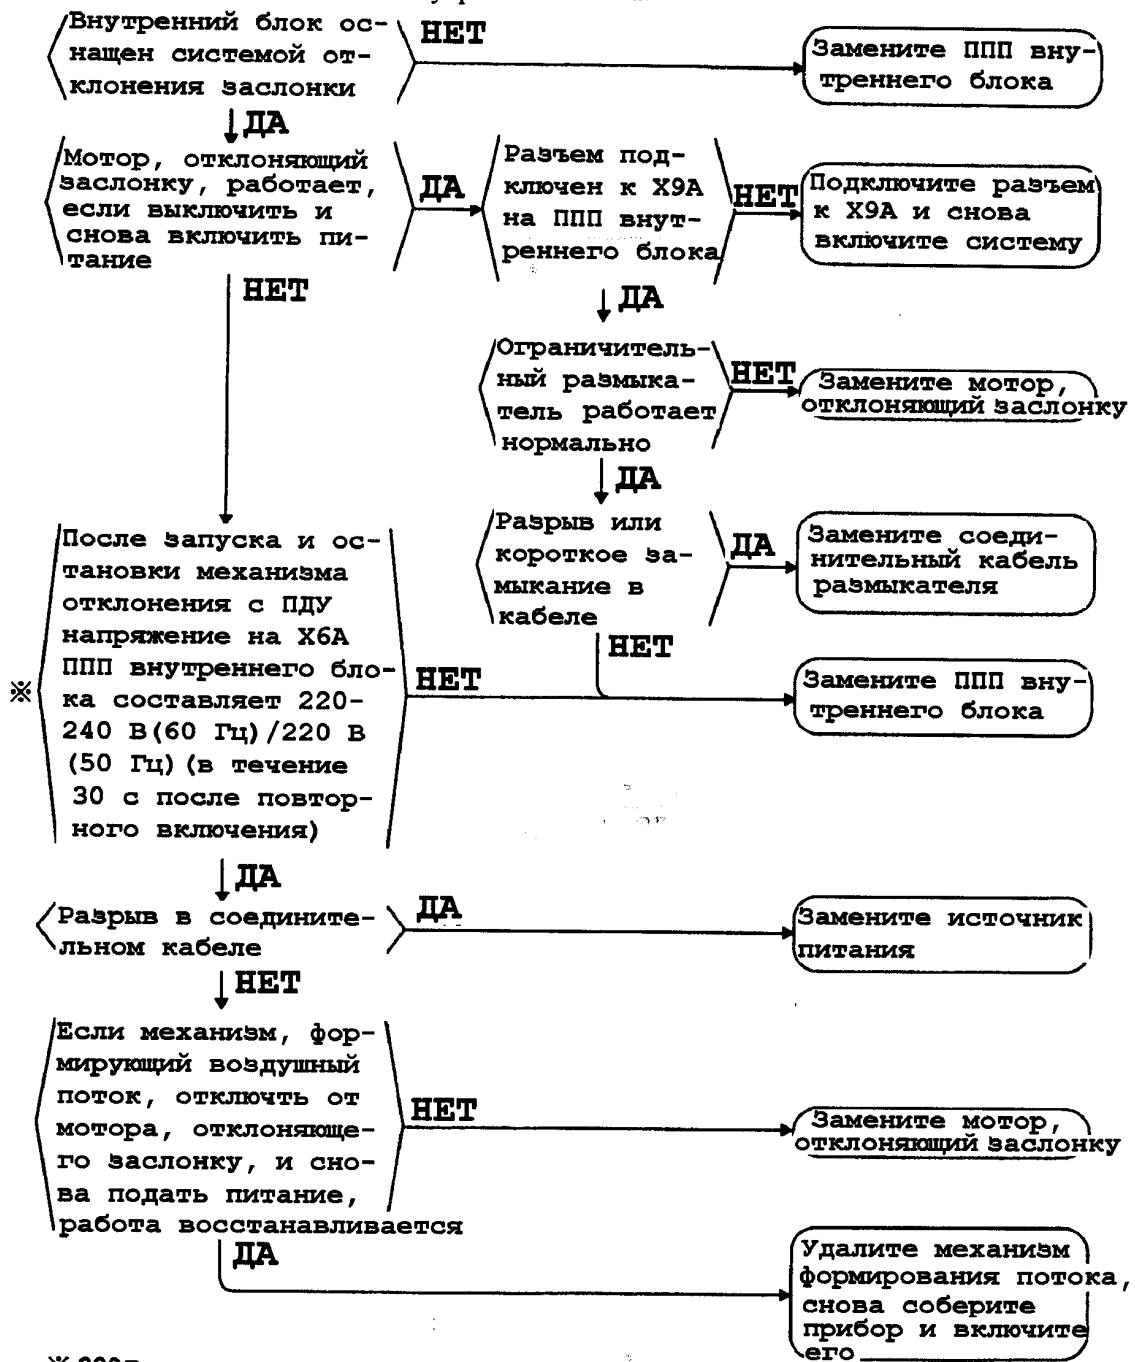 Внутренний блок ос-
нащен системой от-
клонения заслонки
НЕТ
Замените ППП вну-
треннего блока
ДА
Мотор, отклоняющий
заслонку, работает,
если выключить и
снова включить пи-
тание
ДА
Разъем под-
ключен к X9A
на ППП внут-
реннего блока
НЕТ
Подключите разъем
к X9A и снова
включите систему
НЕТ
ДА
Ограничитель-
ный размыка-
тель работает
нормально
НЕТ
Замените мотор,
отклоняющий заслонку
ДА
Разрыв или
короткое за-
мыкание в
кабеле
ДА
Замените соеди-
нительный кабель
размыкателя
НЕТ
После запуска и ос-
тановки механизма
отклонения с ПДУ
напряжение на X6A
ППП внутреннего бло-
※ ка составляет 220-
240 В(60 Гц)/220 В
(50 Гц)(в течение
30 с после повтор-
ного включения)
НЕТ
Замените ППП вну-
треннего блока
ДА
Разрыв в соедините-
льном кабеле
ДА
Замените источник
питания
НЕТ
Если механизм, фор-
мирующий воздушный
поток, отключть от
мотора, отклоняюще-
го заслонку, и сно-
ва подать питание,
работа восстанавливается
НЕТ
Замените мотор,
отклоняющий заслонку
ДА
Удалите механизм
формирования потока,
снова соберите
прибор и включите
его